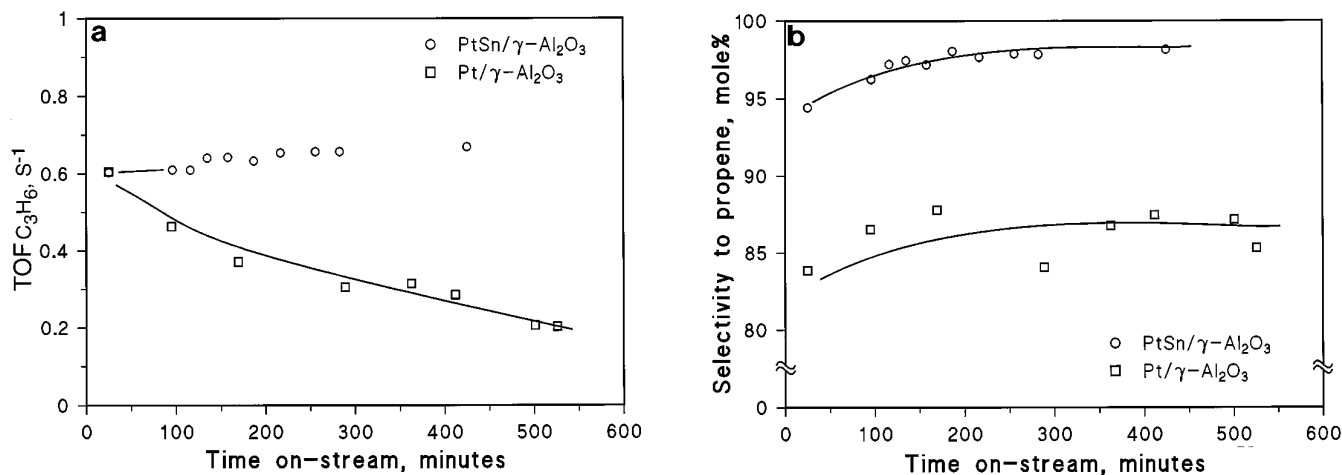 a
○ PtSn/γ-Al₂O₃
□ Pt/γ-Al₂O₃
TOFC₃H₆, S⁻¹
1
0.8
0.6
0.4
0.2
0
0 100 200 300 400 500 600
Time on-stream, minutes
b
Selectivity to propene, mole%
100
95
90
85
80
0
○ PtSn/γ-Al₂O₃
□ Pt/γ-Al₂O₃
0 100 200 300 400 500 600
Time on-stream, minutes